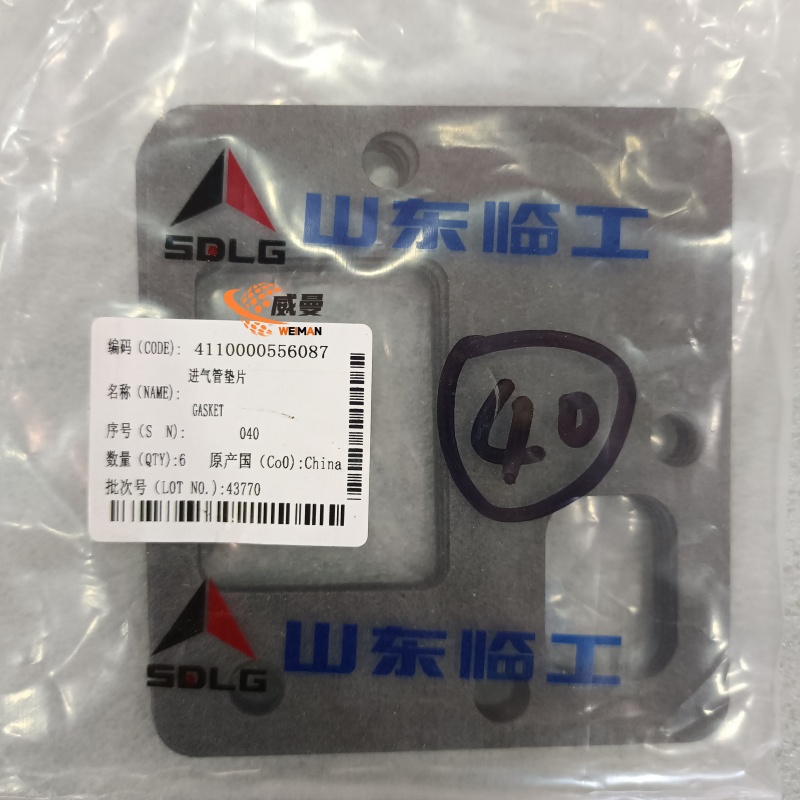 山东临工
SDLG
威曼
WEIMAN
编码 (CODE): 4110000556087
进气管垫片
名称 (NAME):
GASKET
序号 (S N): 040
数量 (QTY):6 原产国 (CoO):China
批次号 (LOT NO.):43770
40
山东临工
SDLG